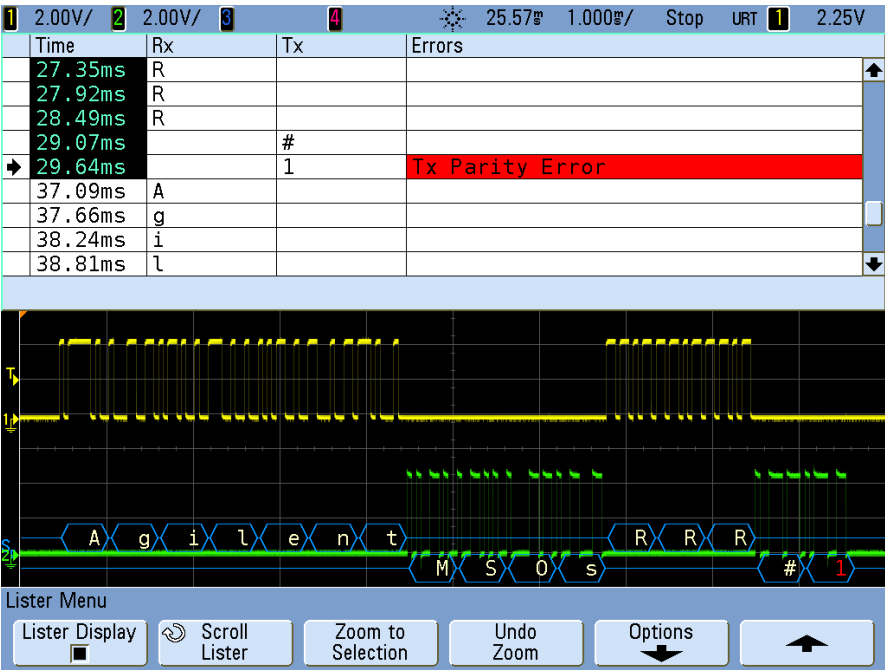 1 2.00V/ 2 2.00V/ 3 4 25.57ms 1.000ms/ Stop URT 1 2.25V
Time Rx Tx Errors
27.35ms R
27.92ms R
28.49ms R
29.07ms #
29.64ms 1 Tx Parity Error
37.09ms A
37.66ms g
38.24ms i
38.81ms l
T
1
A g i l e n t R R R
S
2
M S O s # 1
Lister Menu
Lister Display Scroll Lister Zoom to Selection Undo Zoom Options